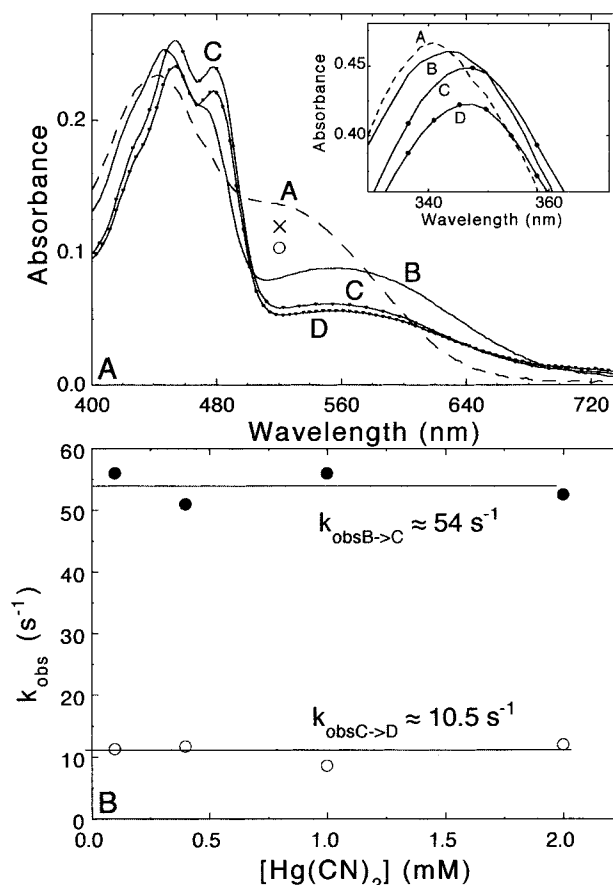 C
A
B
C
D
A
0.2
0.1
0.0
Absorbance
400 480 560 640 720
Wavelength (nm)
A
B
C
D
0.45
0.40
Absorbance
340 350 360
Wavelength (nm)
60
50
40
30
20
10
0
k_obs (s⁻¹)
k_obsB->C ≈ 54 s⁻¹
k_obsC->D ≈ 10.5 s⁻¹
B
0.0 0.5 1.0 1.5 2.0
[Hg(CN)₂] (mM)